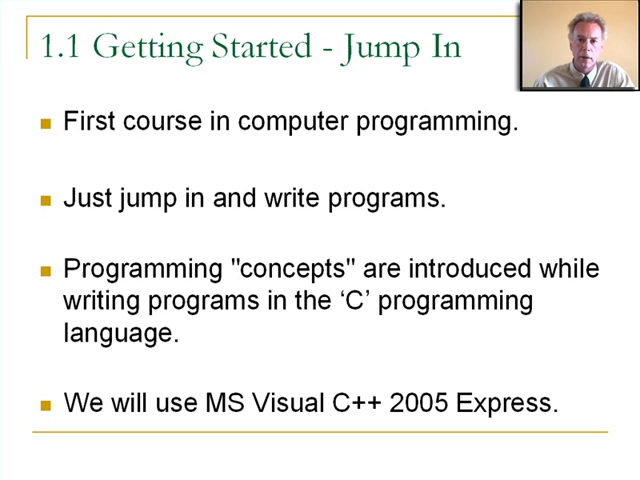 1.1 Getting Started - Jump In
First course in computer programming.
Just jump in and write programs.
Programming "concepts" are introduced while
writing programs in the ‘C’ programming
language.
We will use MS Visual C++ 2005 Express.